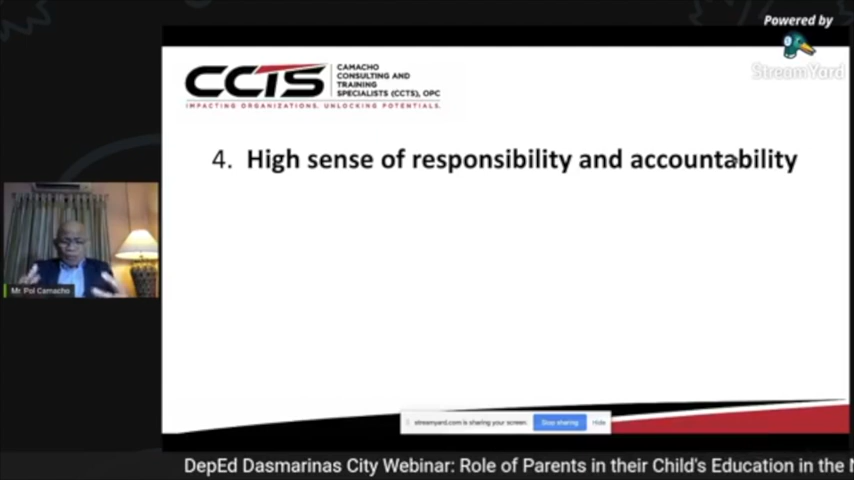 Powered by
StreamYard
CCTS
CAMACHO
CONSULTING AND
TRAINING
SPECIALISTS (CCTS), OPC
IMPACTING ORGANIZATIONS. UNLOCKING POTENTIALS.
4. High sense of responsibility and accountability
Mr. Pol Camacho
streamyard.com is sharing your screen.
Stop sharing
Hide
DepEd Dasmarinas City Webinar: Role of Parents in their Child's Education in the